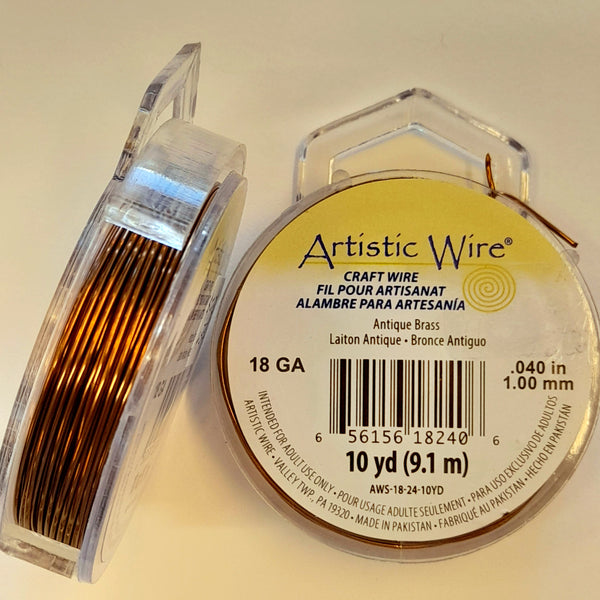 Artistic Wire®
CRAFT WIRE
FIL POUR ARTISANAT
ALAMBRE PARA ARTESANÍA
Antique Brass
Laiton Antique • Bronce Antiguo
18 GA
.040 in
1.00 mm
6 56156 18240 6
10 yd (9.1 m)
AWS-18-24-10YD
INTENDED FOR ADULT USE ONLY • POUR USAGE ADULTE SEULEMENT • PARA USO EXCLUSIVO DE ADULTOS
ARTISTIC WIRE • VALLEY TWP., PA 19320 • MADE IN PAKISTAN • FABRIQUÉ AU PAKISTAN • HECHO EN PAKISTÁN